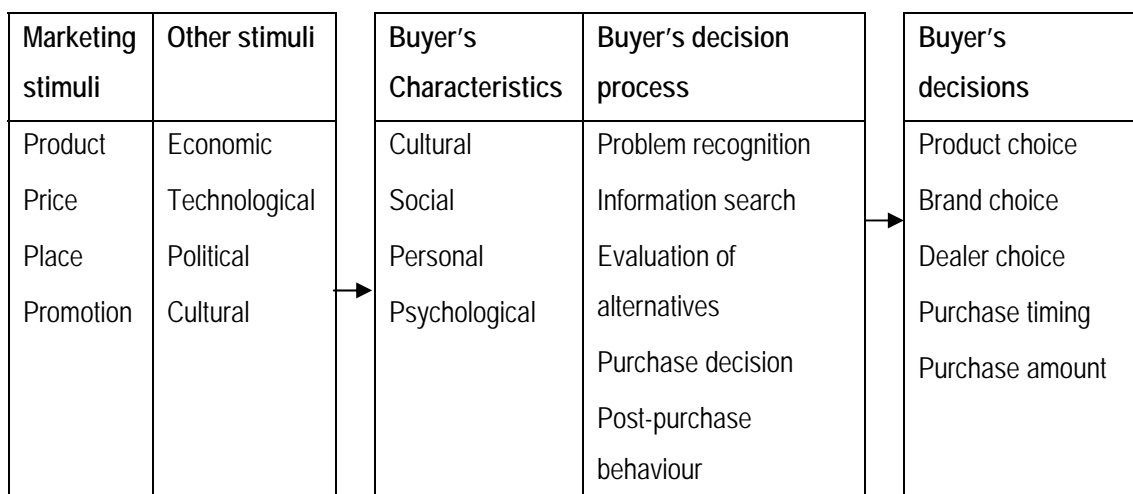 Marketing
stimuli
Other stimuli
Buyer's
Characteristics
Buyer's decision
process
Buyer's
decisions
Product
Price
Place
Promotion
Economic
Technological
Political
Cultural
Cultural
Social
Personal
Psychological
Problem recognition
Information search
Evaluation of
alternatives
Purchase decision
Post-purchase
behaviour
Product choice
Brand choice
Dealer choice
Purchase timing
Purchase amount